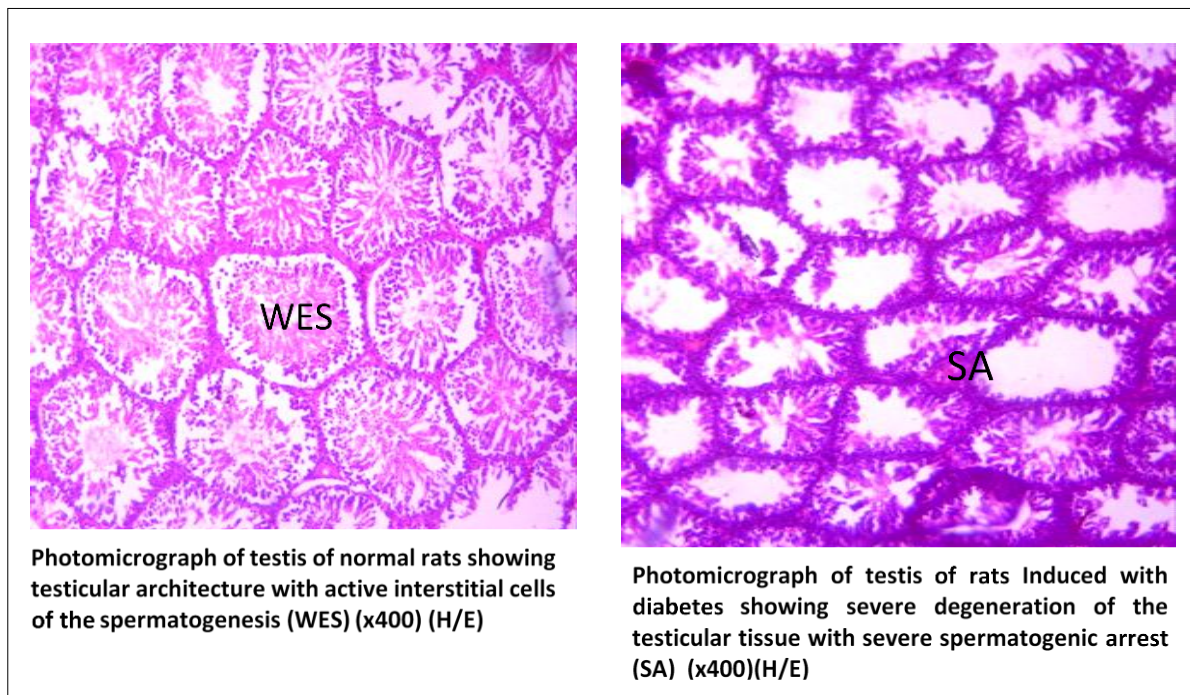 WES
Photomicrograph of testis of normal rats showing
testicular architecture with active interstitial cells
of the spermatogenesis (WES) (x400) (H/E)
SA
Photomicrograph of testis of rats Induced with
diabetes showing severe degeneration of the
testicular tissue with severe spermatogenic arrest
(SA) (x400)(H/E)